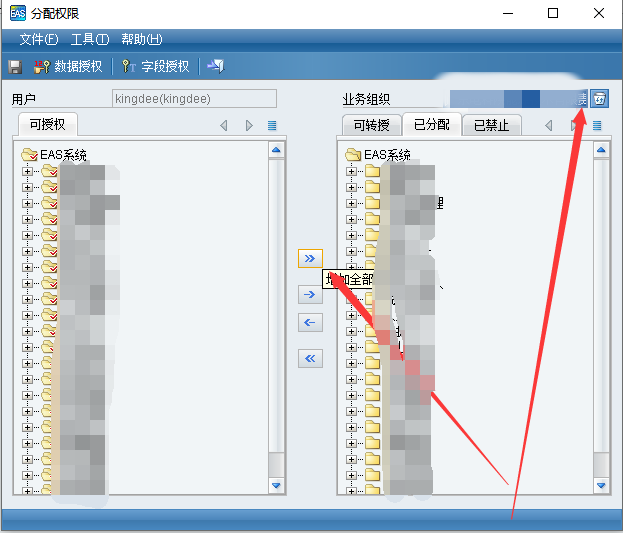 EAS 分配权限
文件(F) 工具(T) 帮助(H)
数据授权 字段授权
用户 kingdee(kingdee) 业务组织
可授权 可转授 已分配 已禁止
EAS系统 EAS系统
理
增加全部